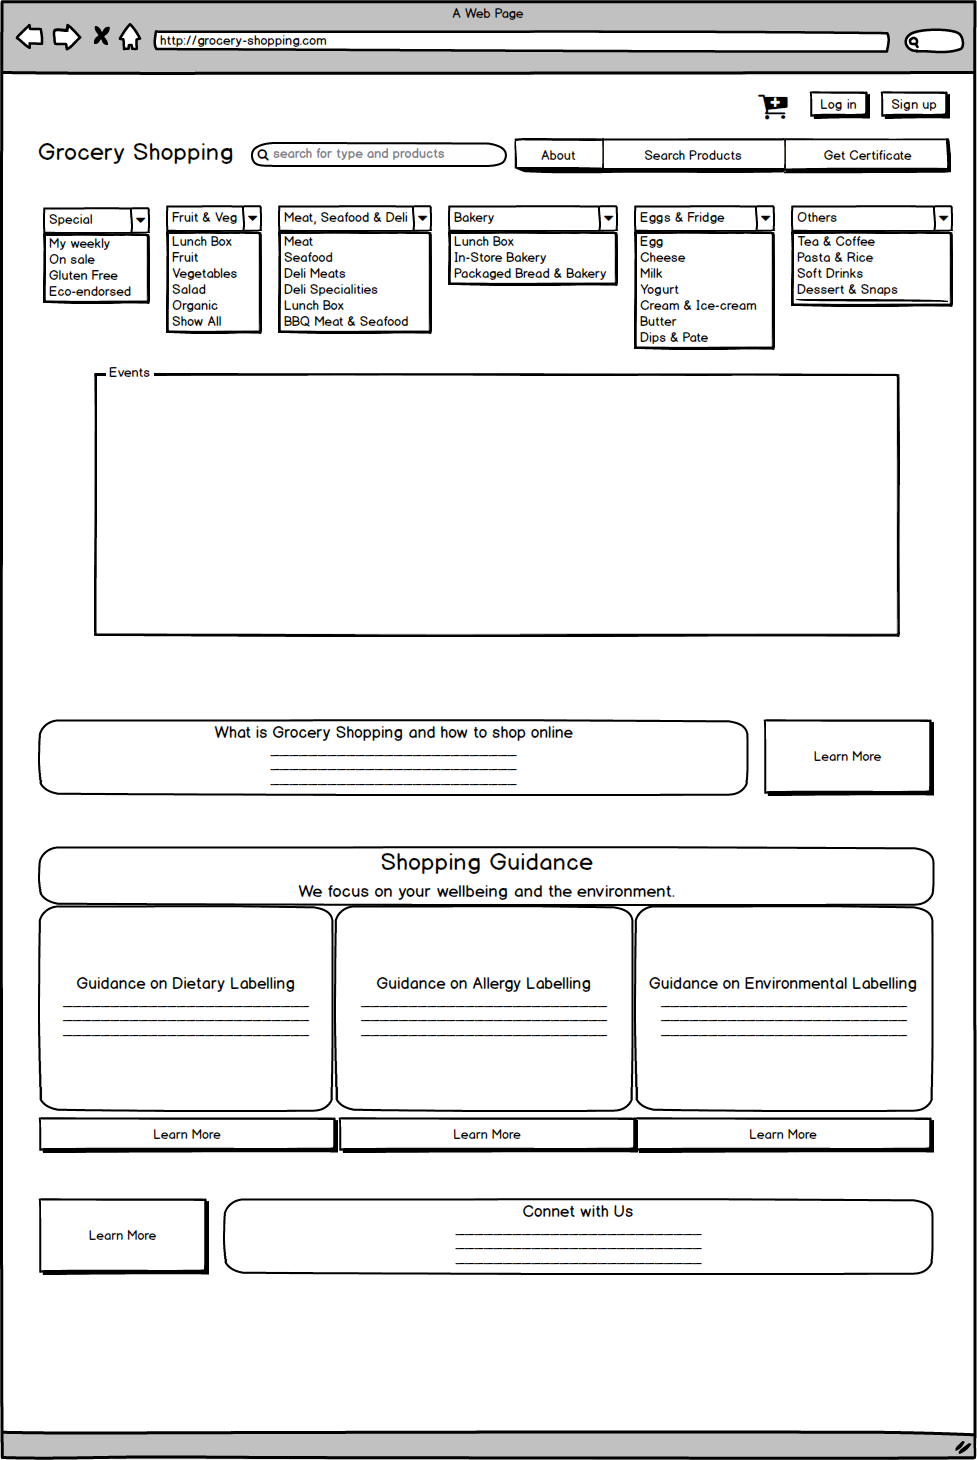 A Web Page
http://grocery-shopping.com
Log in
Sign up
Grocery Shopping
search for type and products
About
Search Products
Get Certificate
Special
My weekly
On sale
Gluten Free
Eco-endorsed
Fruit & Veg
Lunch Box
Fruit
Vegetables
Salad
Organic
Show All
Meat, Seafood & Deli
Meat
Seafood
Deli Meats
Deli Specialities
Lunch Box
BBQ Meat & Seafood
Bakery
Lunch Box
In-Store Bakery
Packaged Bread & Bakery
Eggs & Fridge
Egg
Cheese
Milk
Yogurt
Cream & Ice-cream
Butter
Dips & Pate
Others
Tea & Coffee
Pasta & Rice
Soft Drinks
Dessert & Snaps
Events
What is Grocery Shopping and how to shop online
Learn More
Shopping Guidance
We focus on your wellbeing and the environment.
Guidance on Dietary Labelling
Guidance on Allergy Labelling
Guidance on Environmental Labelling
Learn More
Learn More
Learn More
Learn More
Connet with Us